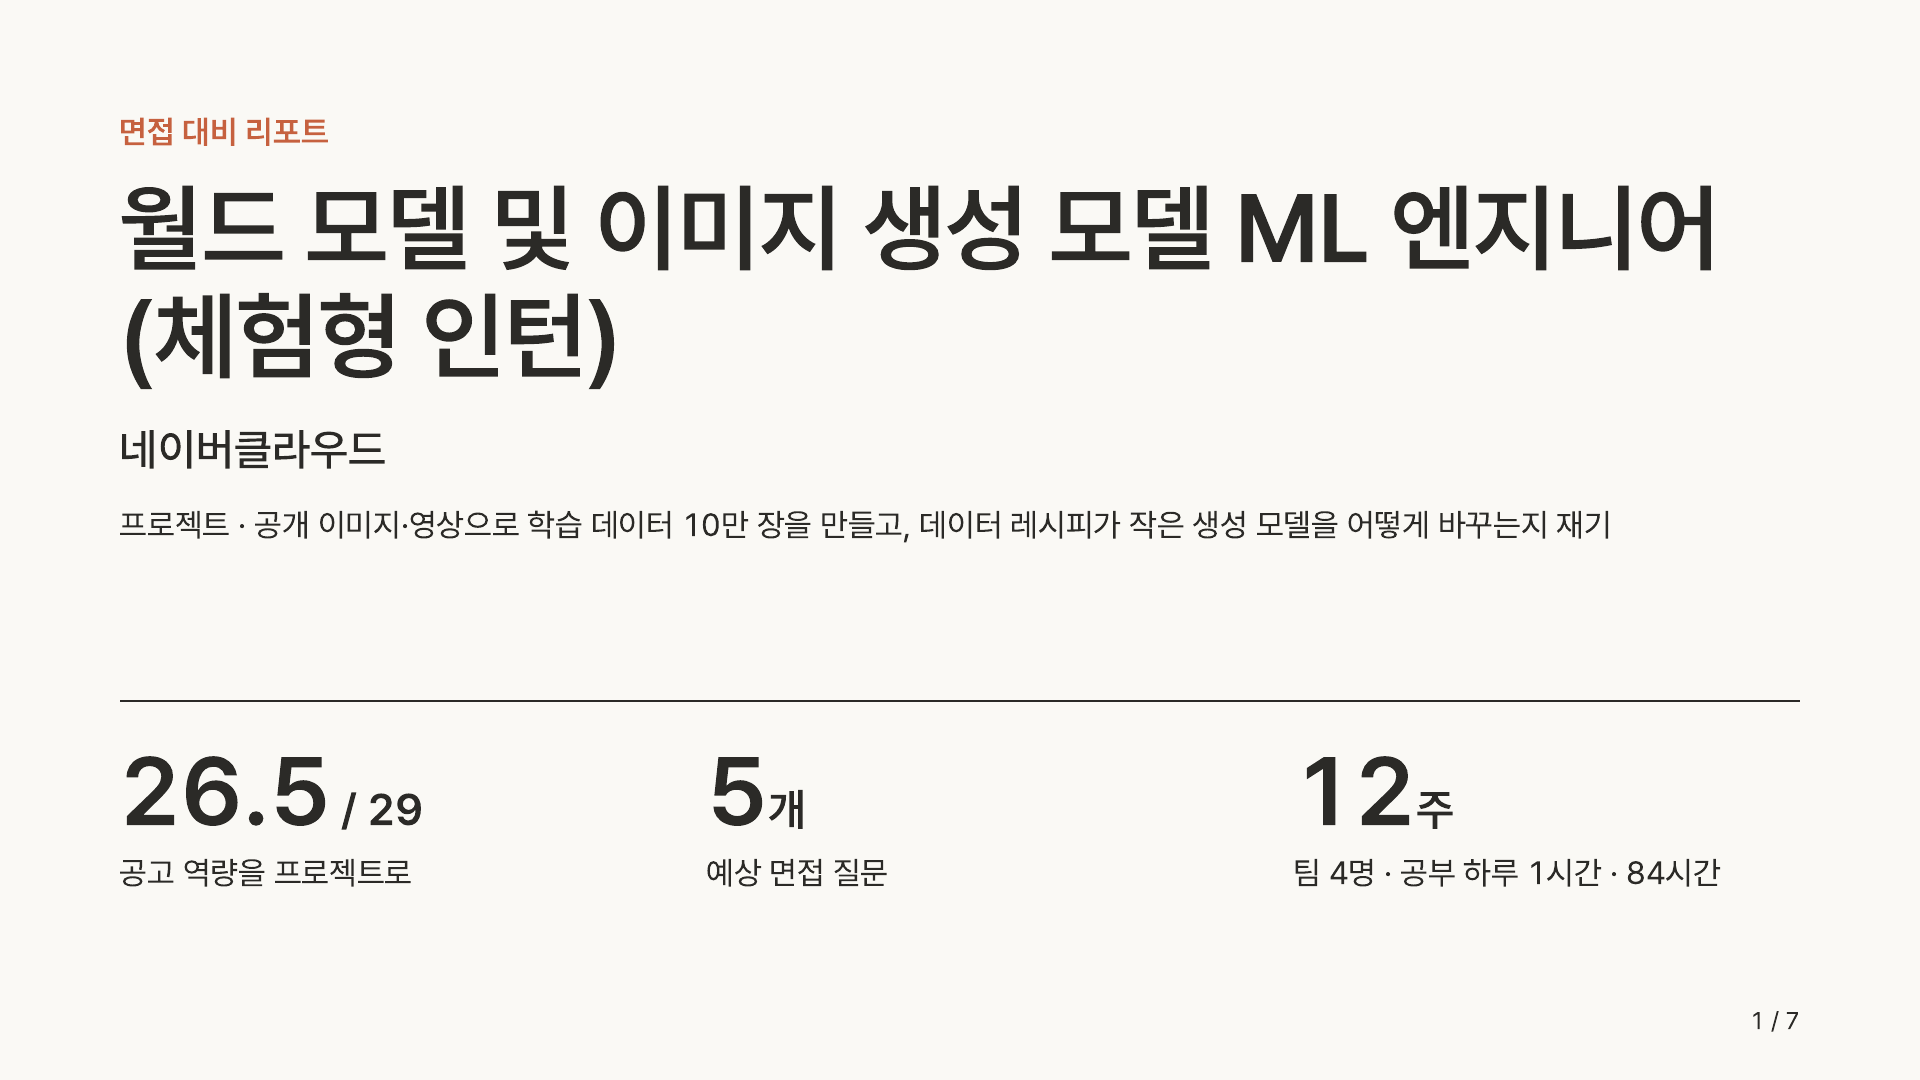 면접 대비 리포트
월드 모델 및 이미지 생성 모델 ML 엔지니어
(체험형 인턴)
네이버클라우드
프로젝트 · 공개 이미지·영상으로 학습 데이터 10만 장을 만들고, 데이터 레시피가 작은 생성 모델을 어떻게 바꾸는지 재기
26.5 / 29
공고 역량을 프로젝트로
5개
예상 면접 질문
12주
팀 4명 · 공부 하루 1시간 · 84시간
1 / 7